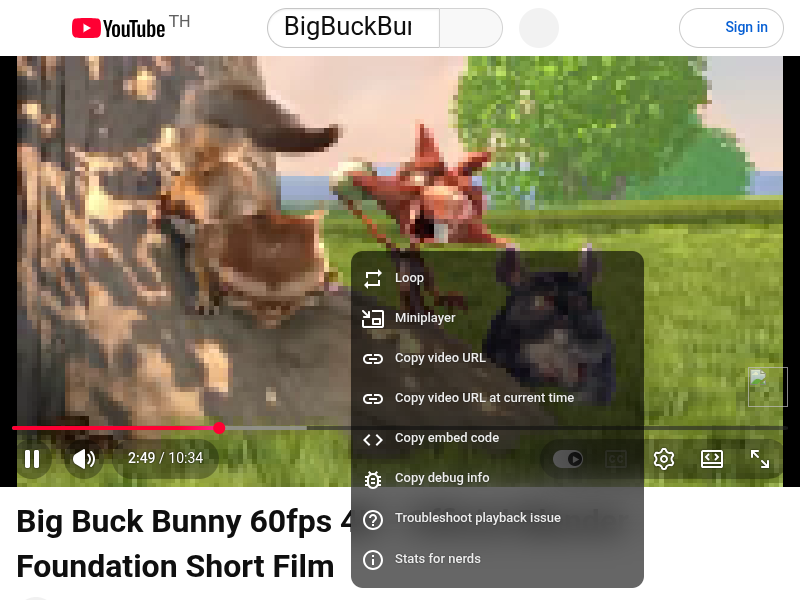 YouTube TH
BigBuckBu
Sign in
Loop
Miniplayer
Copy video URL
Copy video URL at current time
Copy embed code
Copy debug info
Troubleshoot playback issue
Stats for nerds
2:49 / 10:34
CC
Big Buck Bunny 60fps 4
Foundation Short Film